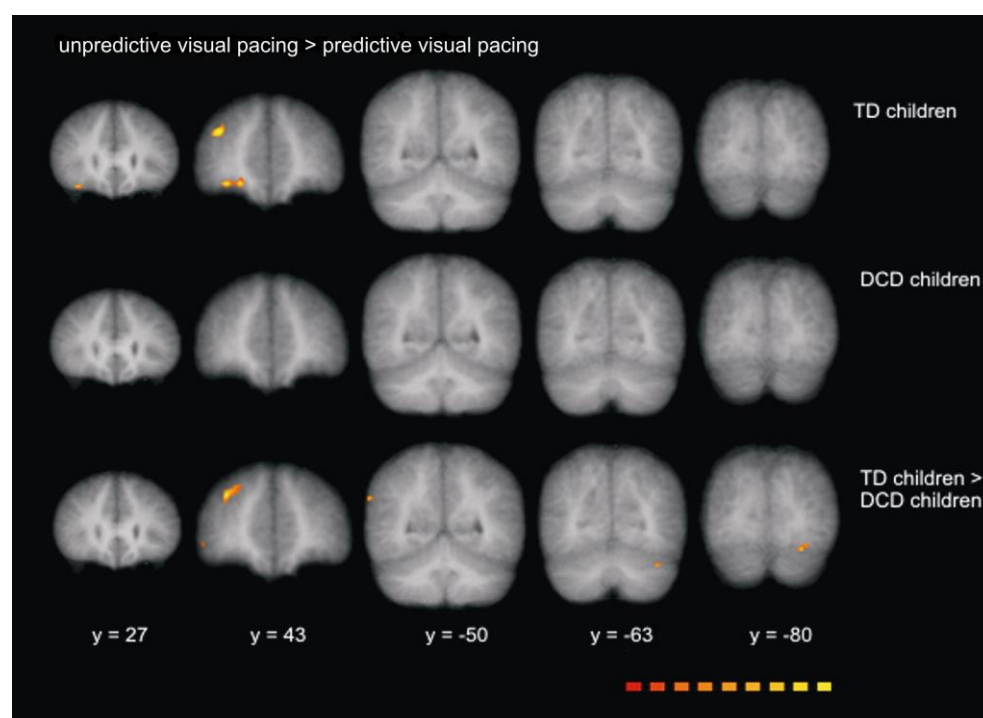 unpredictive visual pacing > predictive visual pacing
TD children
DCD children
TD children >
DCD children
y = 27
y = 43
y = -50
y = -63
y = -80